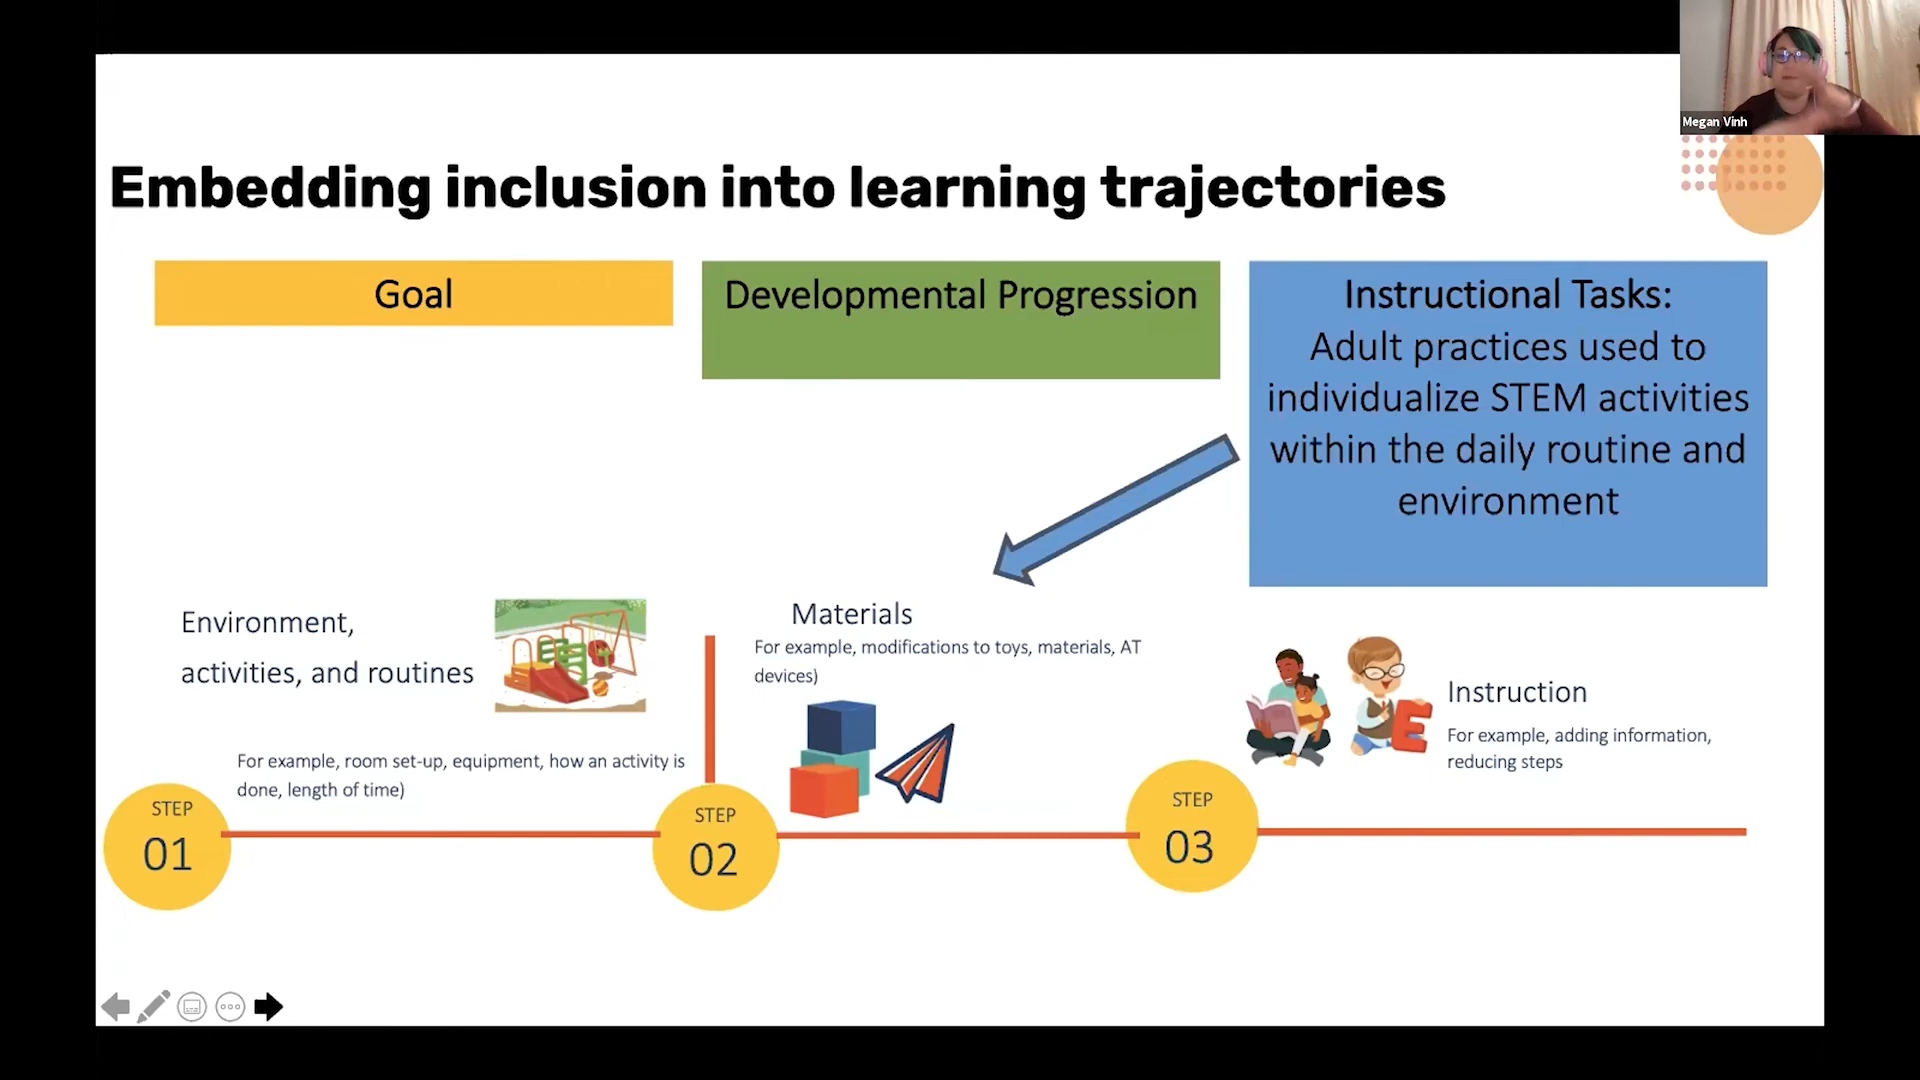 Megan Vinh
Embedding inclusion into learning trajectories
Goal
Developmental Progression
Instructional Tasks:
Adult practices used to
individualize STEM activities
within the daily routine and
environment
Environment,
activities, and routines
For example, room set-up, equipment, how an activity is
done, length of time)
Materials
For example, modifications to toys, materials, AT
devices)
E
Instruction
For example, adding information,
reducing steps
STEP
01
STEP
02
STEP
03